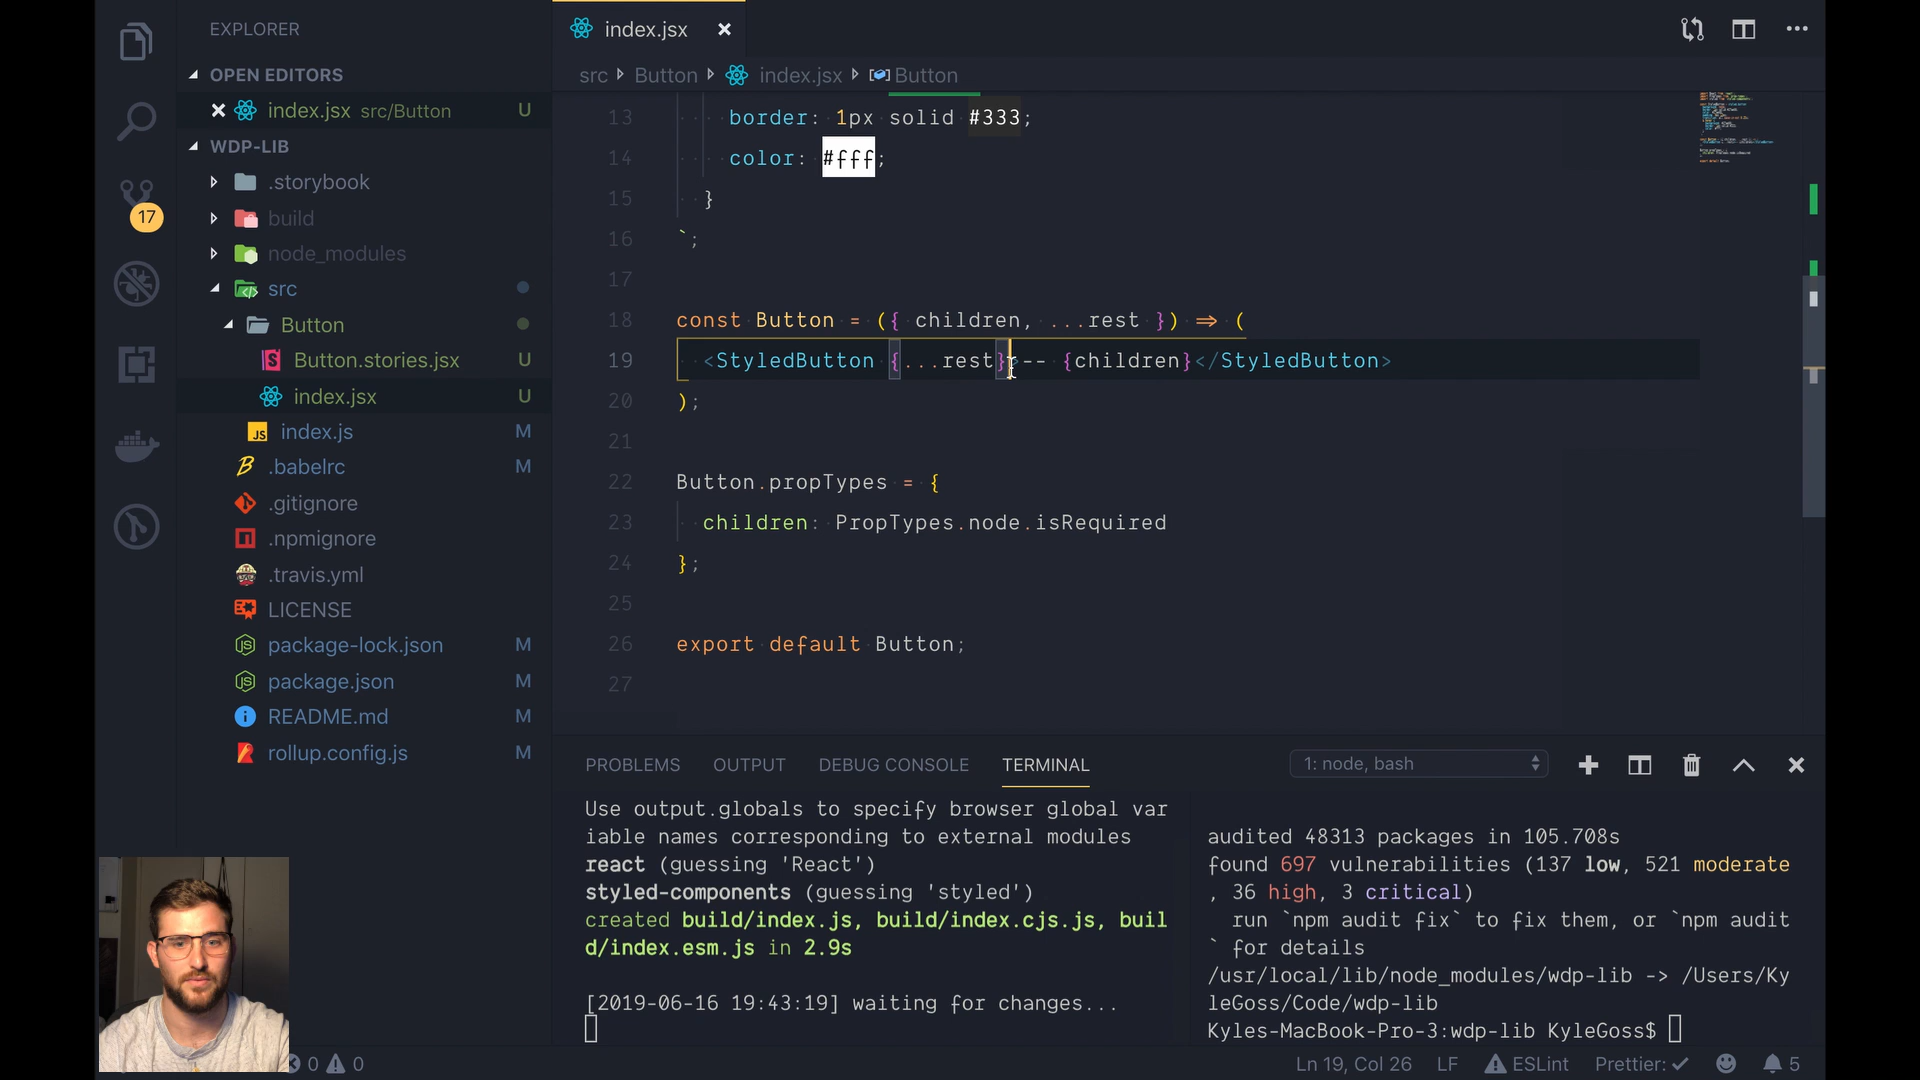 EXPLORER
OPEN EDITORS
index.jsx src/Button U
WDP-LIB
.storybook
build
node_modules
src
Button
Button.stories.jsx U
index.jsx U
JS index.js M
.babelrc M
.gitignore
.npmignore
.travis.yml
LICENSE
package-lock.json M
package.json M
README.md M
rollup.config.js M
17
index.jsx
src Button index.jsx Button
13 border: 1px solid #333;
14 color: #fff;
15 }
16 `;
17
18 const Button = ({ children, ...rest }) => (
19 <StyledButton {...rest}>-- {children}</StyledButton>
20 );
21
22 Button.propTypes = {
23 children: PropTypes.node.isRequired
24 };
25
26 export default Button;
27
PROBLEMS OUTPUT DEBUG CONSOLE TERMINAL 1: node, bash
Use output.globals to specify browser global var
iable names corresponding to external modules
react (guessing 'React')
styled-components (guessing 'styled')
created build/index.js, build/index.cjs.js, buil
d/index.esm.js in 2.9s
[2019-06-16 19:43:19] waiting for changes...
audited 48313 packages in 105.708s
found 697 vulnerabilities (137 low, 521 moderate
, 36 high, 3 critical)
run `npm audit fix` to fix them, or `npm audit
` for details
/usr/local/lib/node_modules/wdp-lib -> /Users/Ky
leGoss/Code/wdp-lib
Kyles-MacBook-Pro-3:wdp-lib KyleGoss$
0 0 Ln 19, Col 26 LF ESLint Prettier: ✓ 5